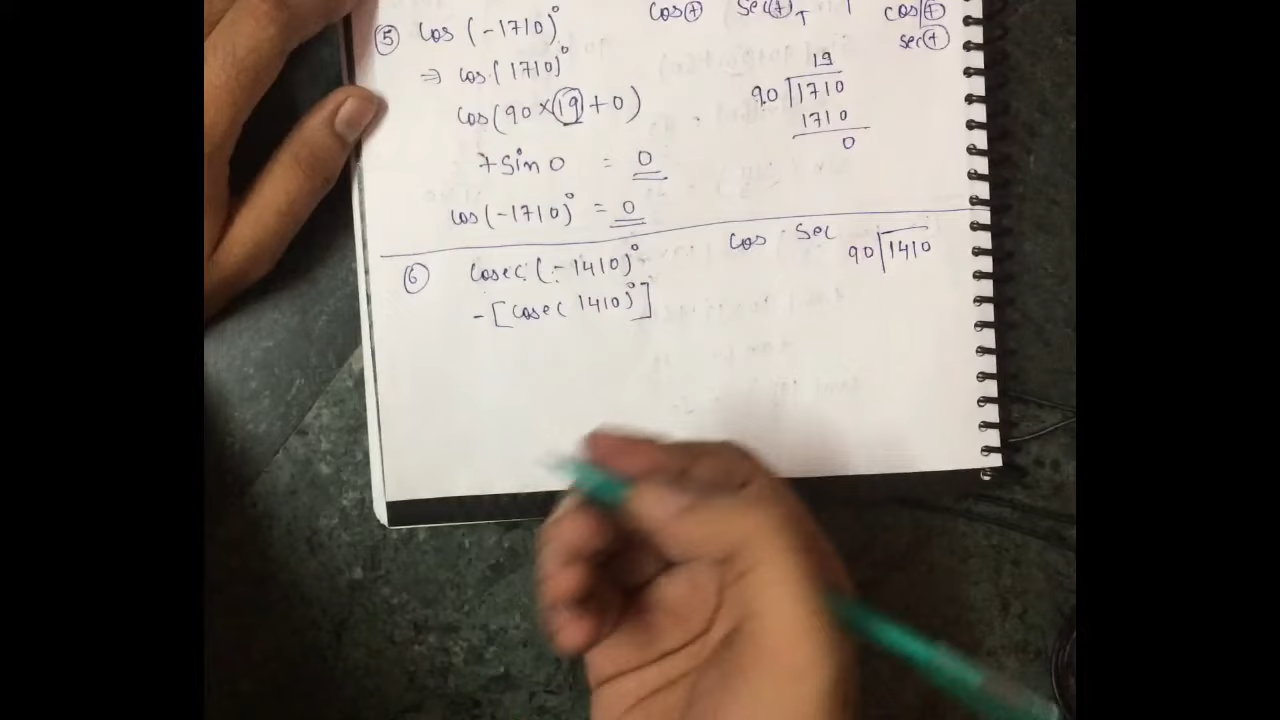 cos⊕ sec⊕
cos⊕
sec⊕
⑤ cos (-1710)°
⇒ cos (1710)°
cos (90 × 19 + 0)
+ sin 0 = 0
cos (-1710)° = 0
19
90 | 1710
1710
0
⑥ cosec (-1410)°
- [cosec (1410)°]
cos sec
90 | 1410